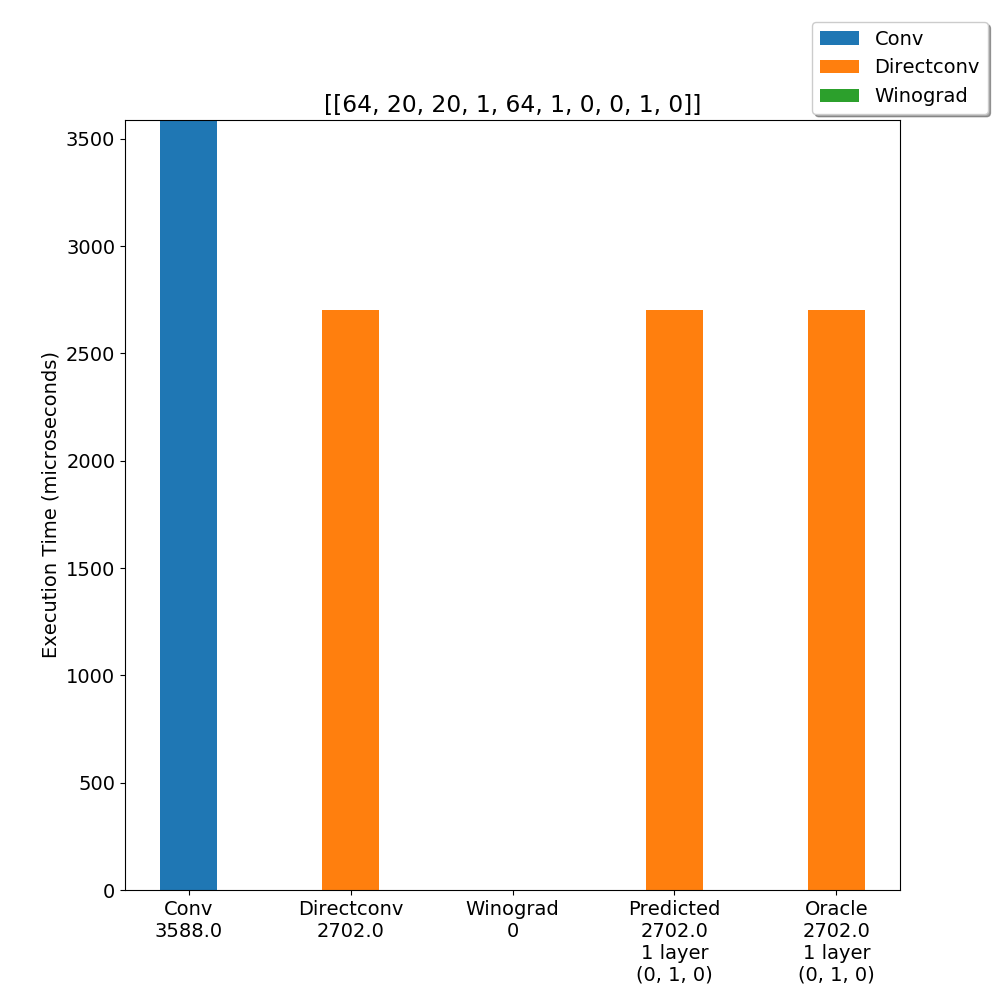 Conv
Directconv
Winograd
[[64, 20, 20, 1, 64, 1, 0, 0, 1, 0]]
Execution Time (microseconds)
3500
3000
2500
2000
1500
1000
500
0
Conv
3588.0
Directconv
2702.0
Winograd
0
Predicted
2702.0
1 layer
(0, 1, 0)
Oracle
2702.0
1 layer
(0, 1, 0)